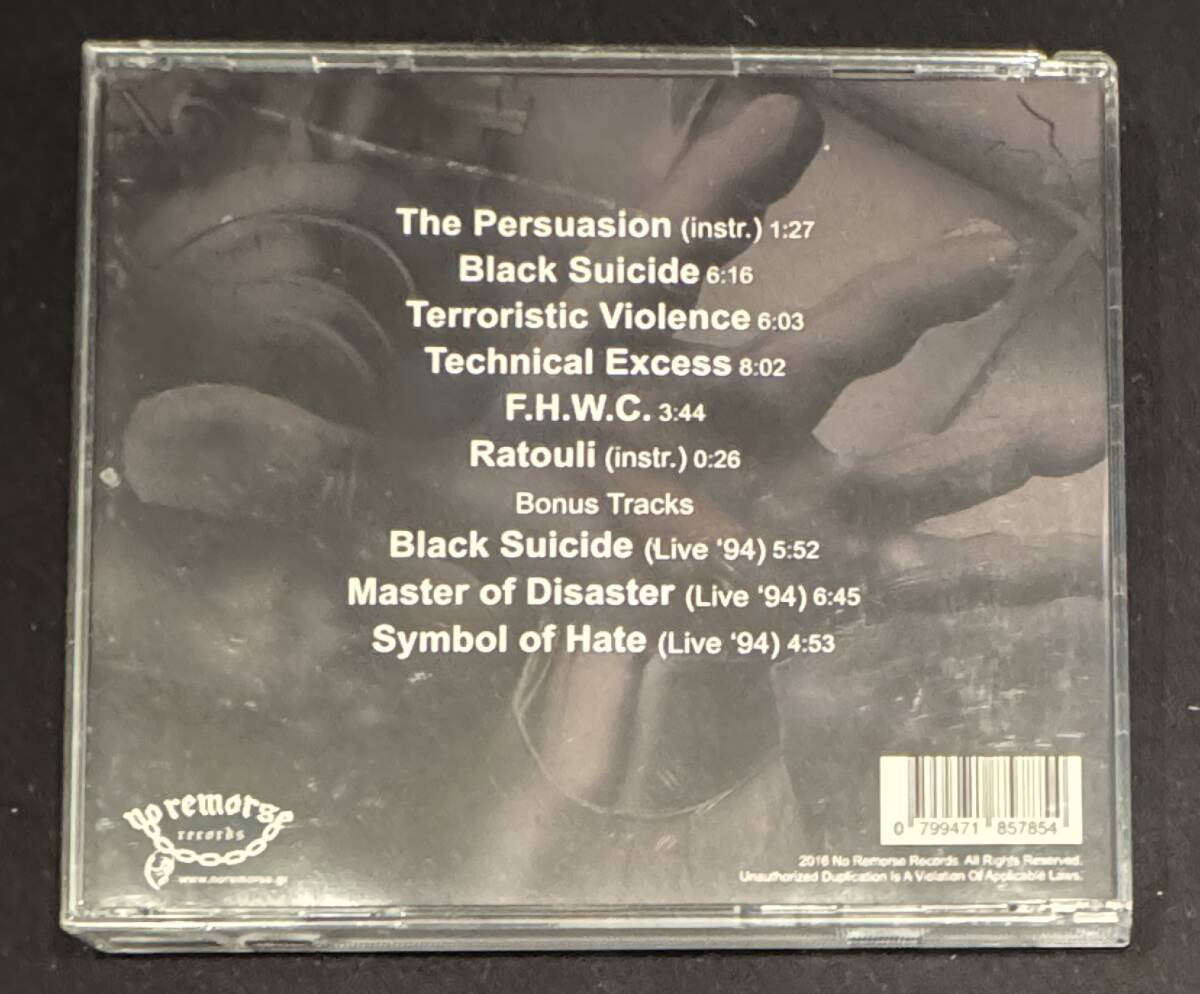 The Persuasion (instr.) 1:27
Black Suicide 6:16
Terroristic Violence 6:03
Technical Excess 8:02
F.H.W.C. 3:44
Ratouli (instr.) 0:26
Bonus Tracks
Black Suicide (Live '94) 5:52
Master of Disaster (Live '94) 6:45
Symbol of Hate (Live '94) 4:53
no remorse
records
www.noremorse.gr
0 799471 857854
2016 No Remorse Records. All Rights Reserved.
Unauthorized Duplication Is A Violation Of Applicable Laws.